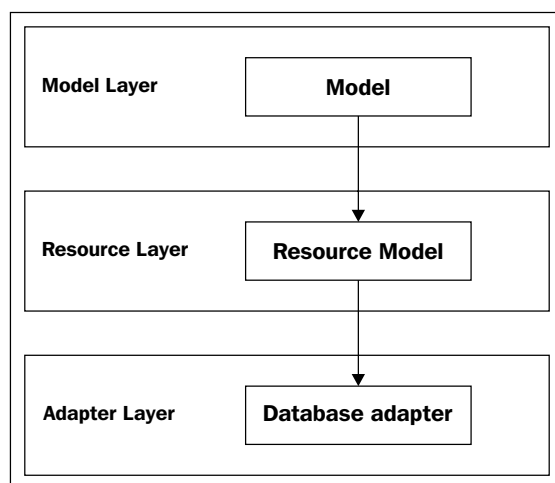 Model Layer
Model
Resource Layer
Resource Model
Adapter Layer
Database adapter